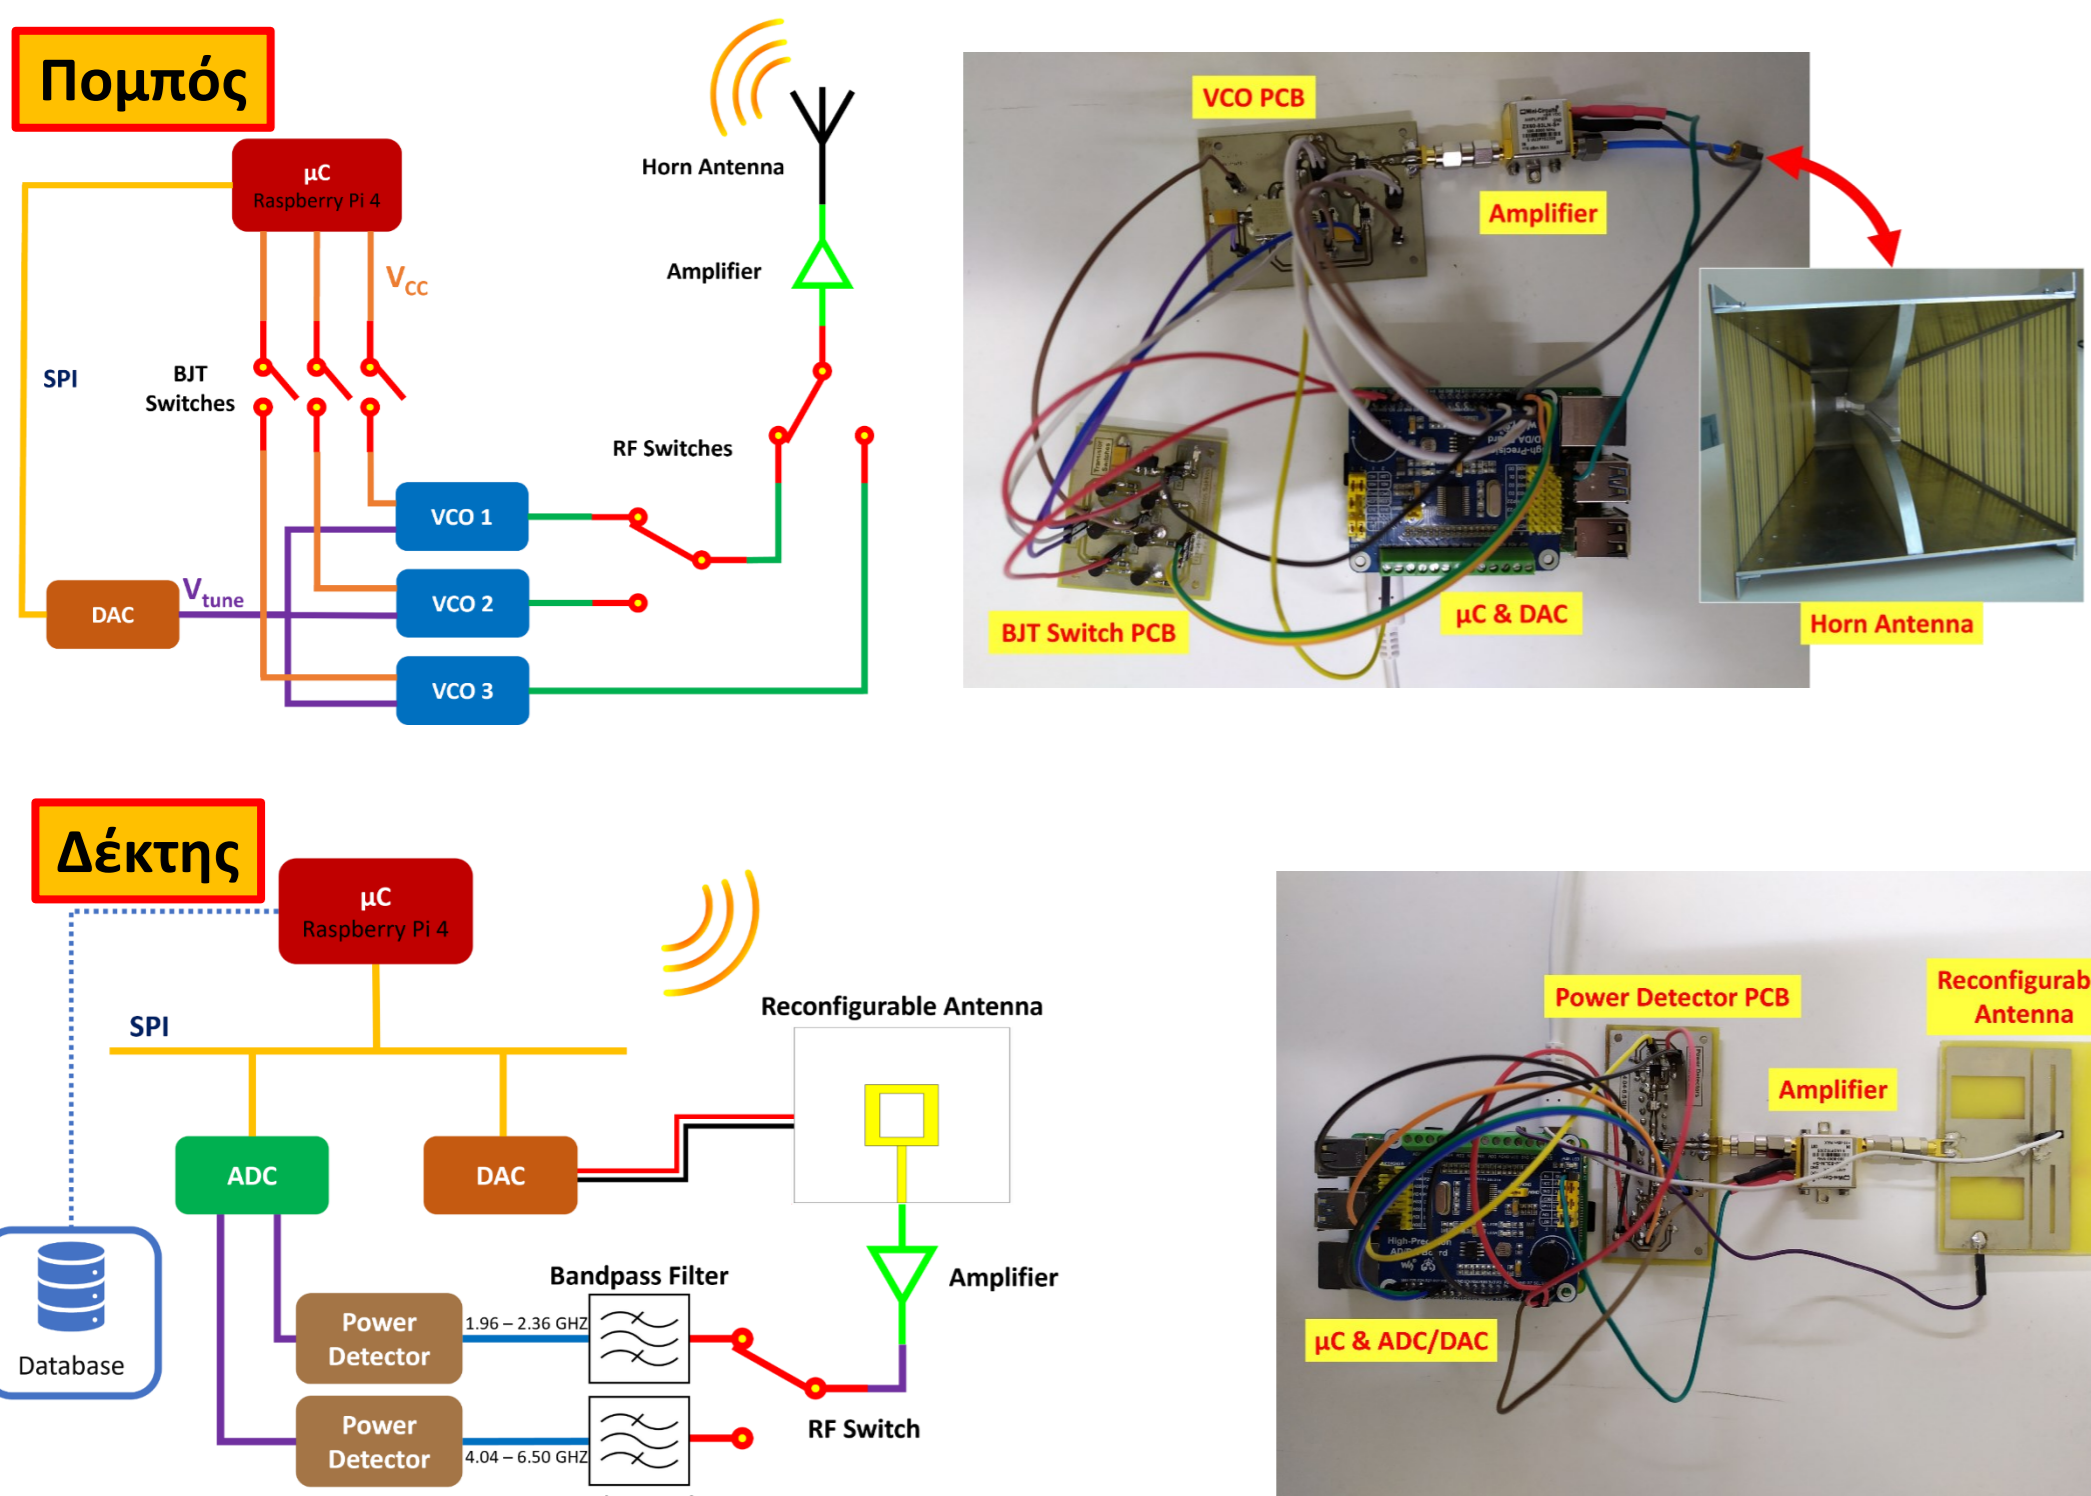 Πομπός
μC
Raspberry Pi 4
V_CC
SPI
BJT
Switches
DAC
V_tune
VCO 1
VCO 2
VCO 3
RF Switches
Amplifier
Horn Antenna
VCO PCB
Amplifier
BJT Switch PCB
μC & DAC
Horn Antenna
Δέκτης
μC
Raspberry Pi 4
SPI
ADC
DAC
Database
Reconfigurable Antenna
Amplifier
Bandpass Filter
RF Switch
Power
Detector
1.96 – 2.36 GHZ
Power
Detector
4.04 – 6.50 GHZ
Power Detector PCB
Amplifier
Reconfigurab
Antenna
μC & ADC/DAC